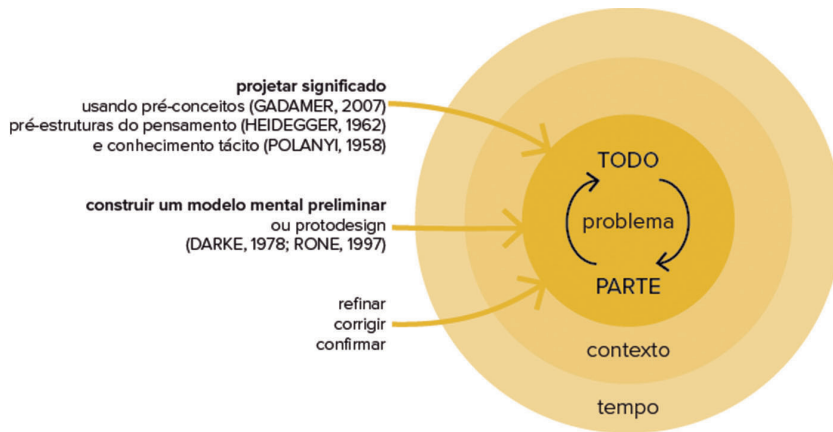 projetar significado
usando pré-conceitos (GADAMER, 2007)
pré-estruturas do pensamento (HEIDEGGER, 1962)
e conhecimento tácito (POLANYI, 1958)
construir um modelo mental preliminar
ou protodesign
(DARKE, 1978; RONE, 1997)
refinar
corrigir
confirmar
TODO
problema
PARTE
contexto
tempo